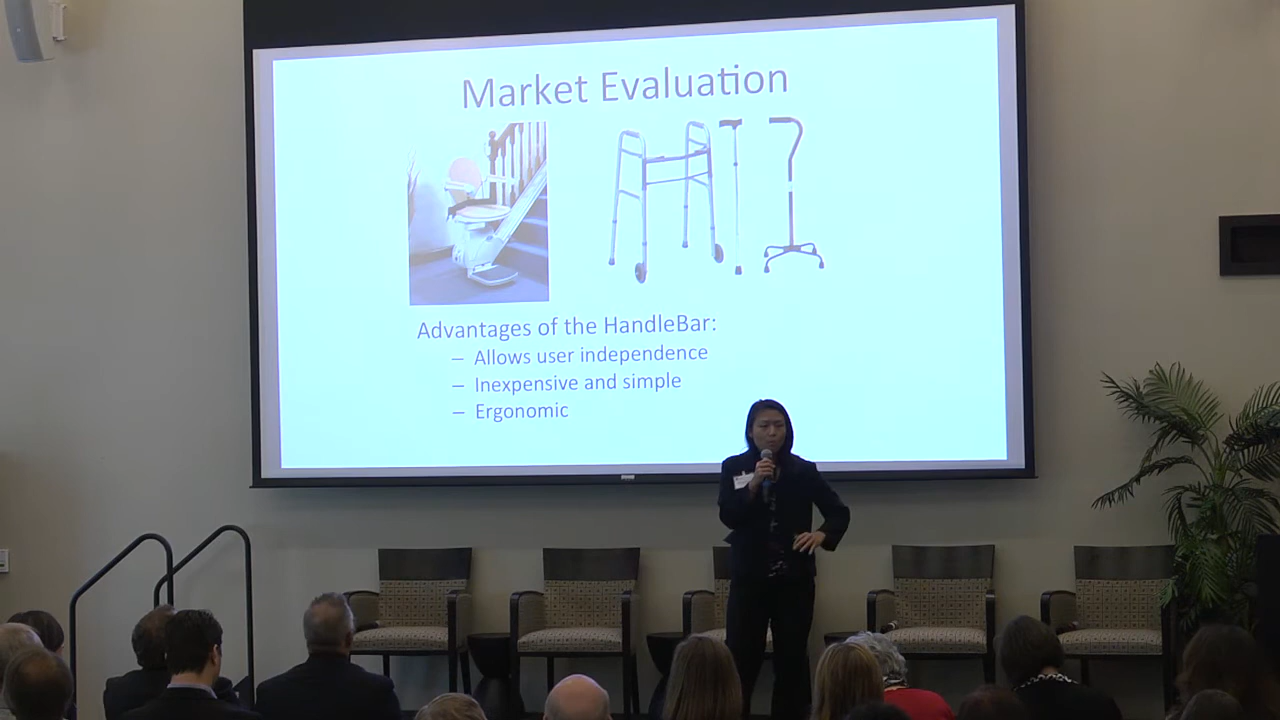 Market Evaluation
Advantages of the HandleBar:
– Allows user independence
– Inexpensive and simple
– Ergonomic